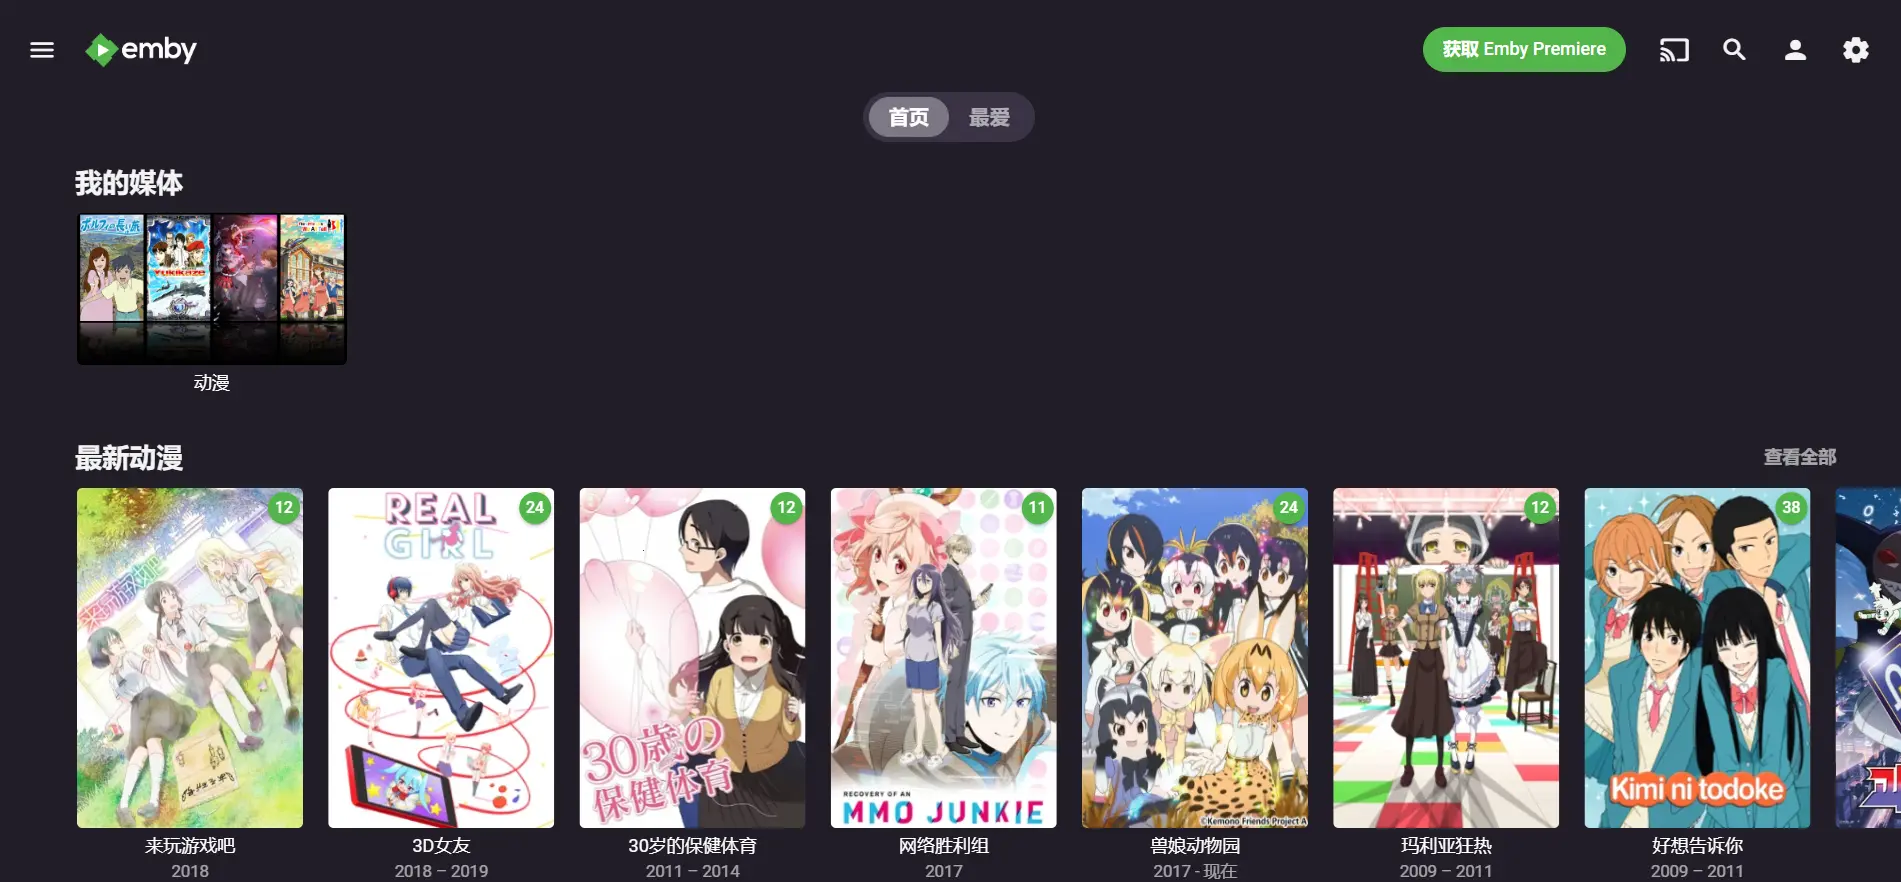 emby
获取 Emby Premiere
首页
最爱
我的媒体
动漫
最新动漫
查看全部
12
来玩游戏吧
REAL
GIRL
24
12
30歳の
保健体育
11
RECOVERY OF AN
MMO JUNKIE
24
©Kemono Friends Project A
12
38
Kimi ni todoke
来玩游戏吧
3D女友
30岁的保健体育
网络胜利组
兽娘动物园
玛利亚狂热
好想告诉你
2018
2018 – 2019
2011 – 2014
2017
2017 - 现在
2009 – 2011
2009 – 2011